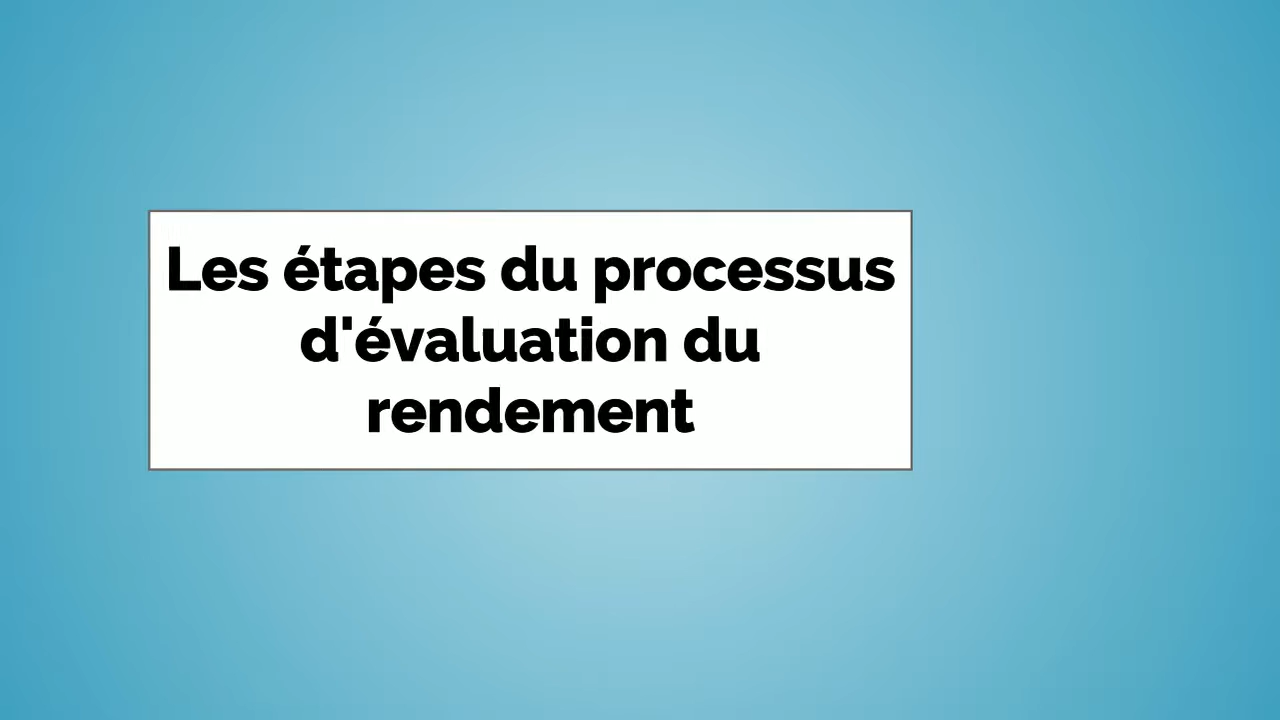 Les étapes du processus
d'évaluation du
rendement